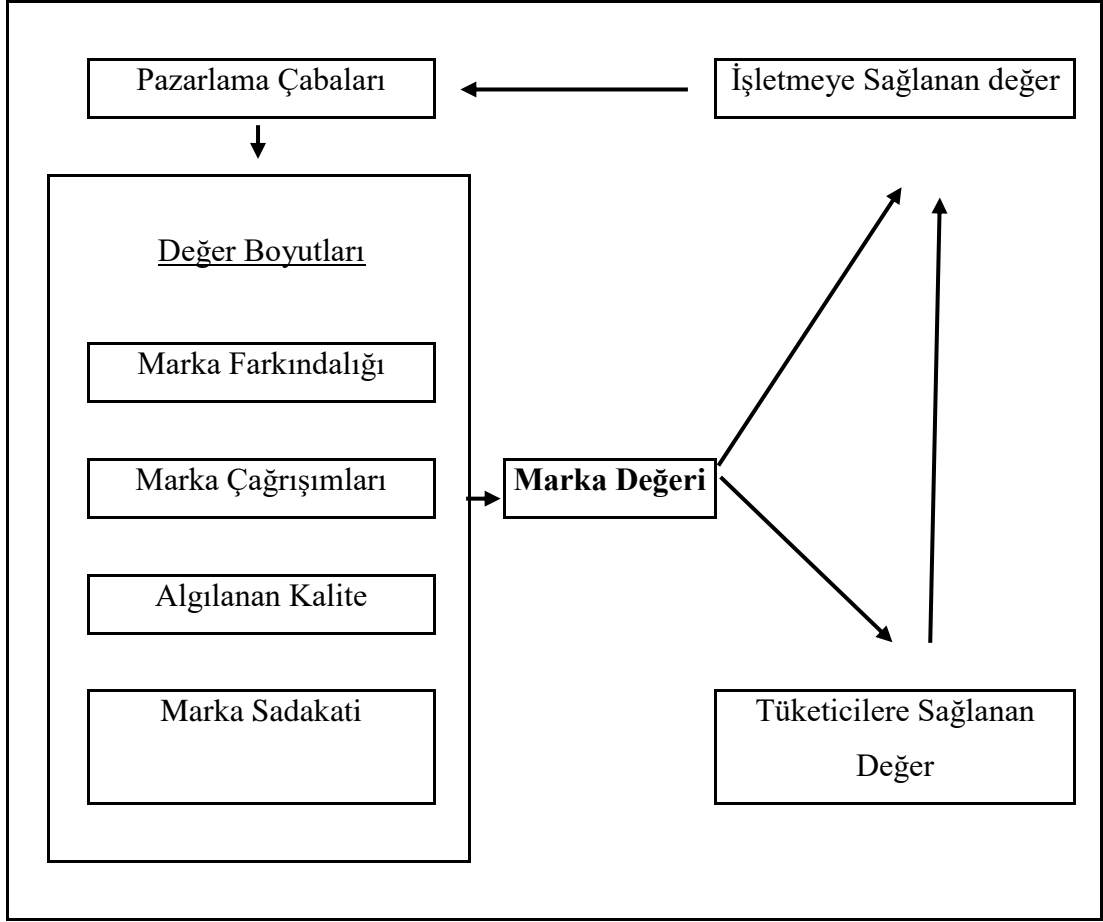 Pazarlama Çabaları
İşletmeye Sağlanan değer
Değer Boyutları
Marka Farkındalığı
Marka Çağrışımları
Marka Değeri
Algılanan Kalite
Marka Sadakati
Tüketicilere Sağlanan
Değer